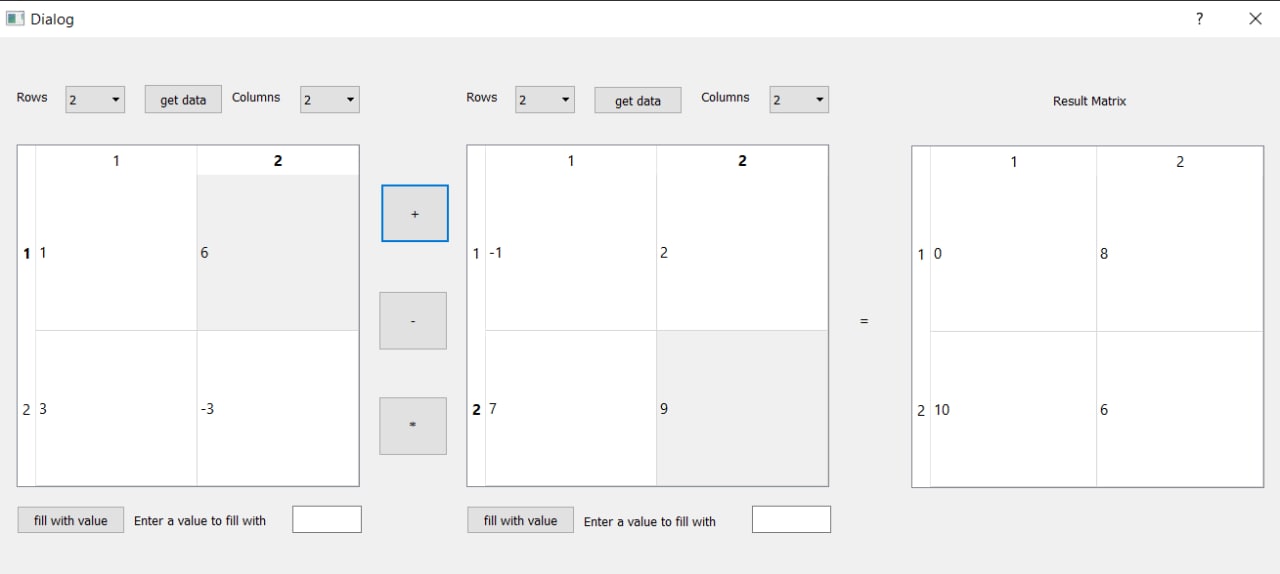 Dialog ?
Rows 2 get data Columns 2 Rows 2 get data Columns 2 Result Matrix
1 2 1 2 1 2
+
1 1 6 1 -1 2 1 0 8
- =
2 3 -3 * 2 7 9 2 10 6
fill with value Enter a value to fill with fill with value Enter a value to fill with